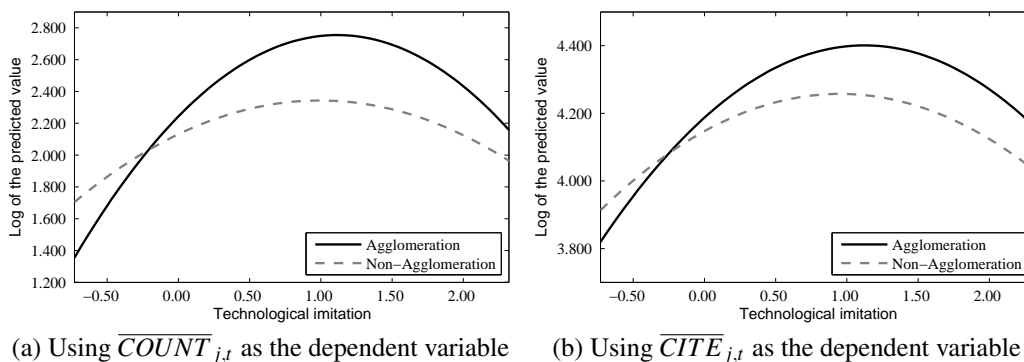 Log of the predicted value
2.800
2.600
2.400
2.200
2.000
1.800
1.600
1.400
1.200
Agglomeration
Non−Agglomeration
−0.50 0.00 0.50 1.00 1.50 2.00
Technological imitation
(a) Using COUNT j,t as the dependent variable
Log of the predicted value
4.400
4.200
4.000
3.800
Agglomeration
Non−Agglomeration
−0.50 0.00 0.50 1.00 1.50 2.00
Technological imitation
(b) Using CITE j,t as the dependent variable